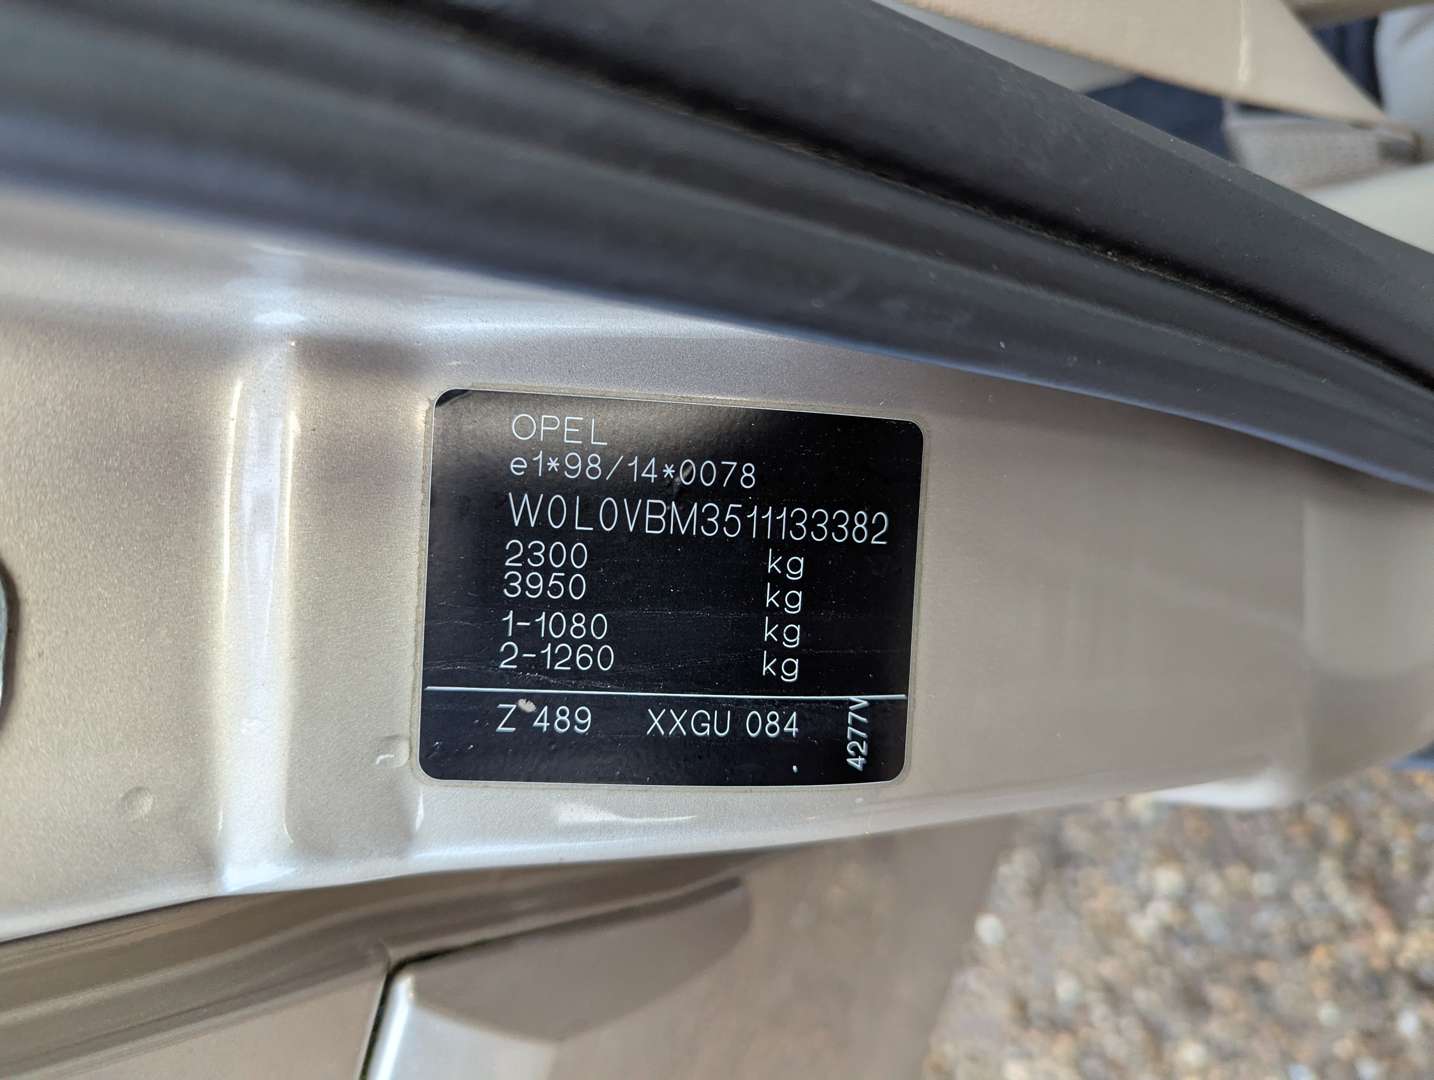 OPEL
e1*98/14*0078
W0L0VBM3511133382
2300 kg
3950 kg
1-1080 kg
2-1260 kg
Z 489 XXGU 084
4277V